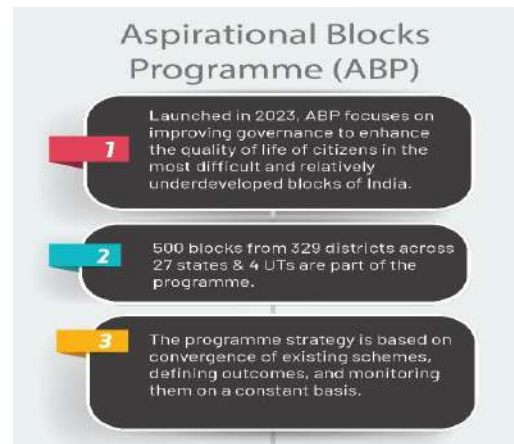 Aspirational Blocks
Programme (ABP)
1
Launched in 2023, ABP focuses on
improving governance to enhance
the quality of life of citizens in the
most difficult and relatively
underdeveloped blocks of India.
2
500 blocks from 329 districts across
27 states & 4 UTs are part of the
programme.
3
The programme strategy is based on
convergence of existing schemes,
defining outcomes, and monitoring
them on a constant basis.